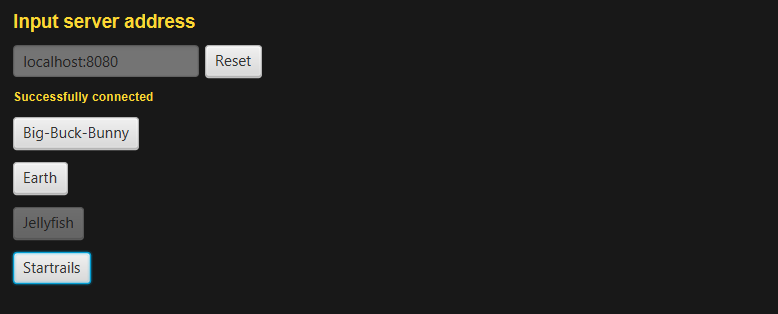 Input server address
localhost:8080 Reset
Successfully connected
Big-Buck-Bunny
Earth
Jellyfish
Startrails